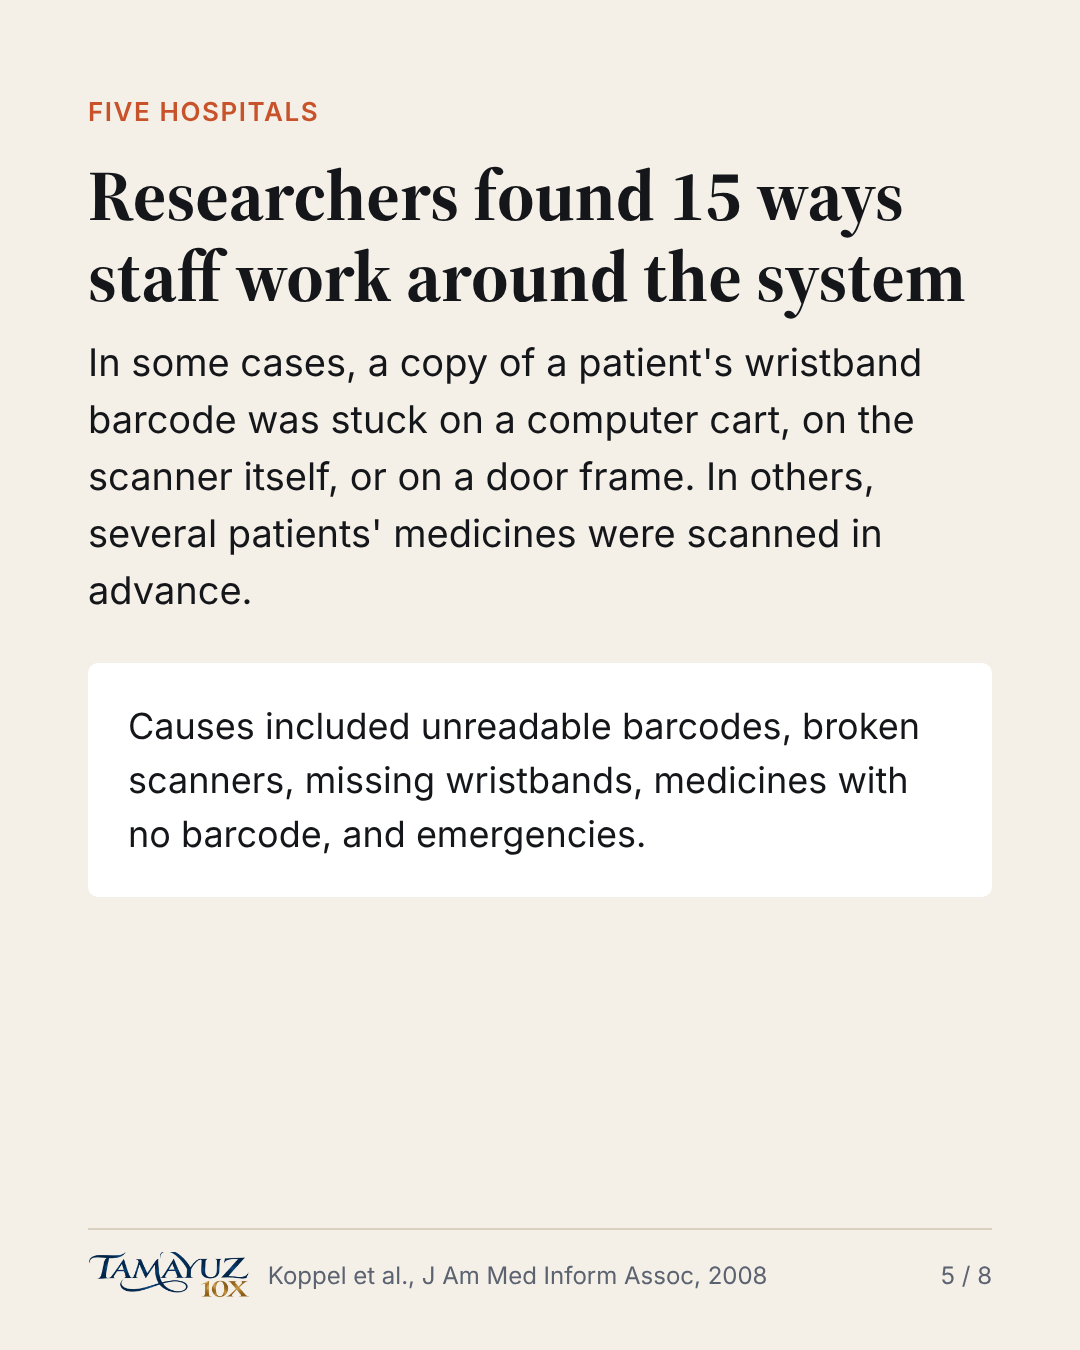 FIVE HOSPITALS
Researchers found 15 ways
staff work around the system
In some cases, a copy of a patient's wristband
barcode was stuck on a computer cart, on the
scanner itself, or on a door frame. In others,
several patients' medicines were scanned in
advance.
Causes included unreadable barcodes, broken
scanners, missing wristbands, medicines with
no barcode, and emergencies.
TAMAYUZ
10X
Koppel et al., J Am Med Inform Assoc, 2008
5 / 8